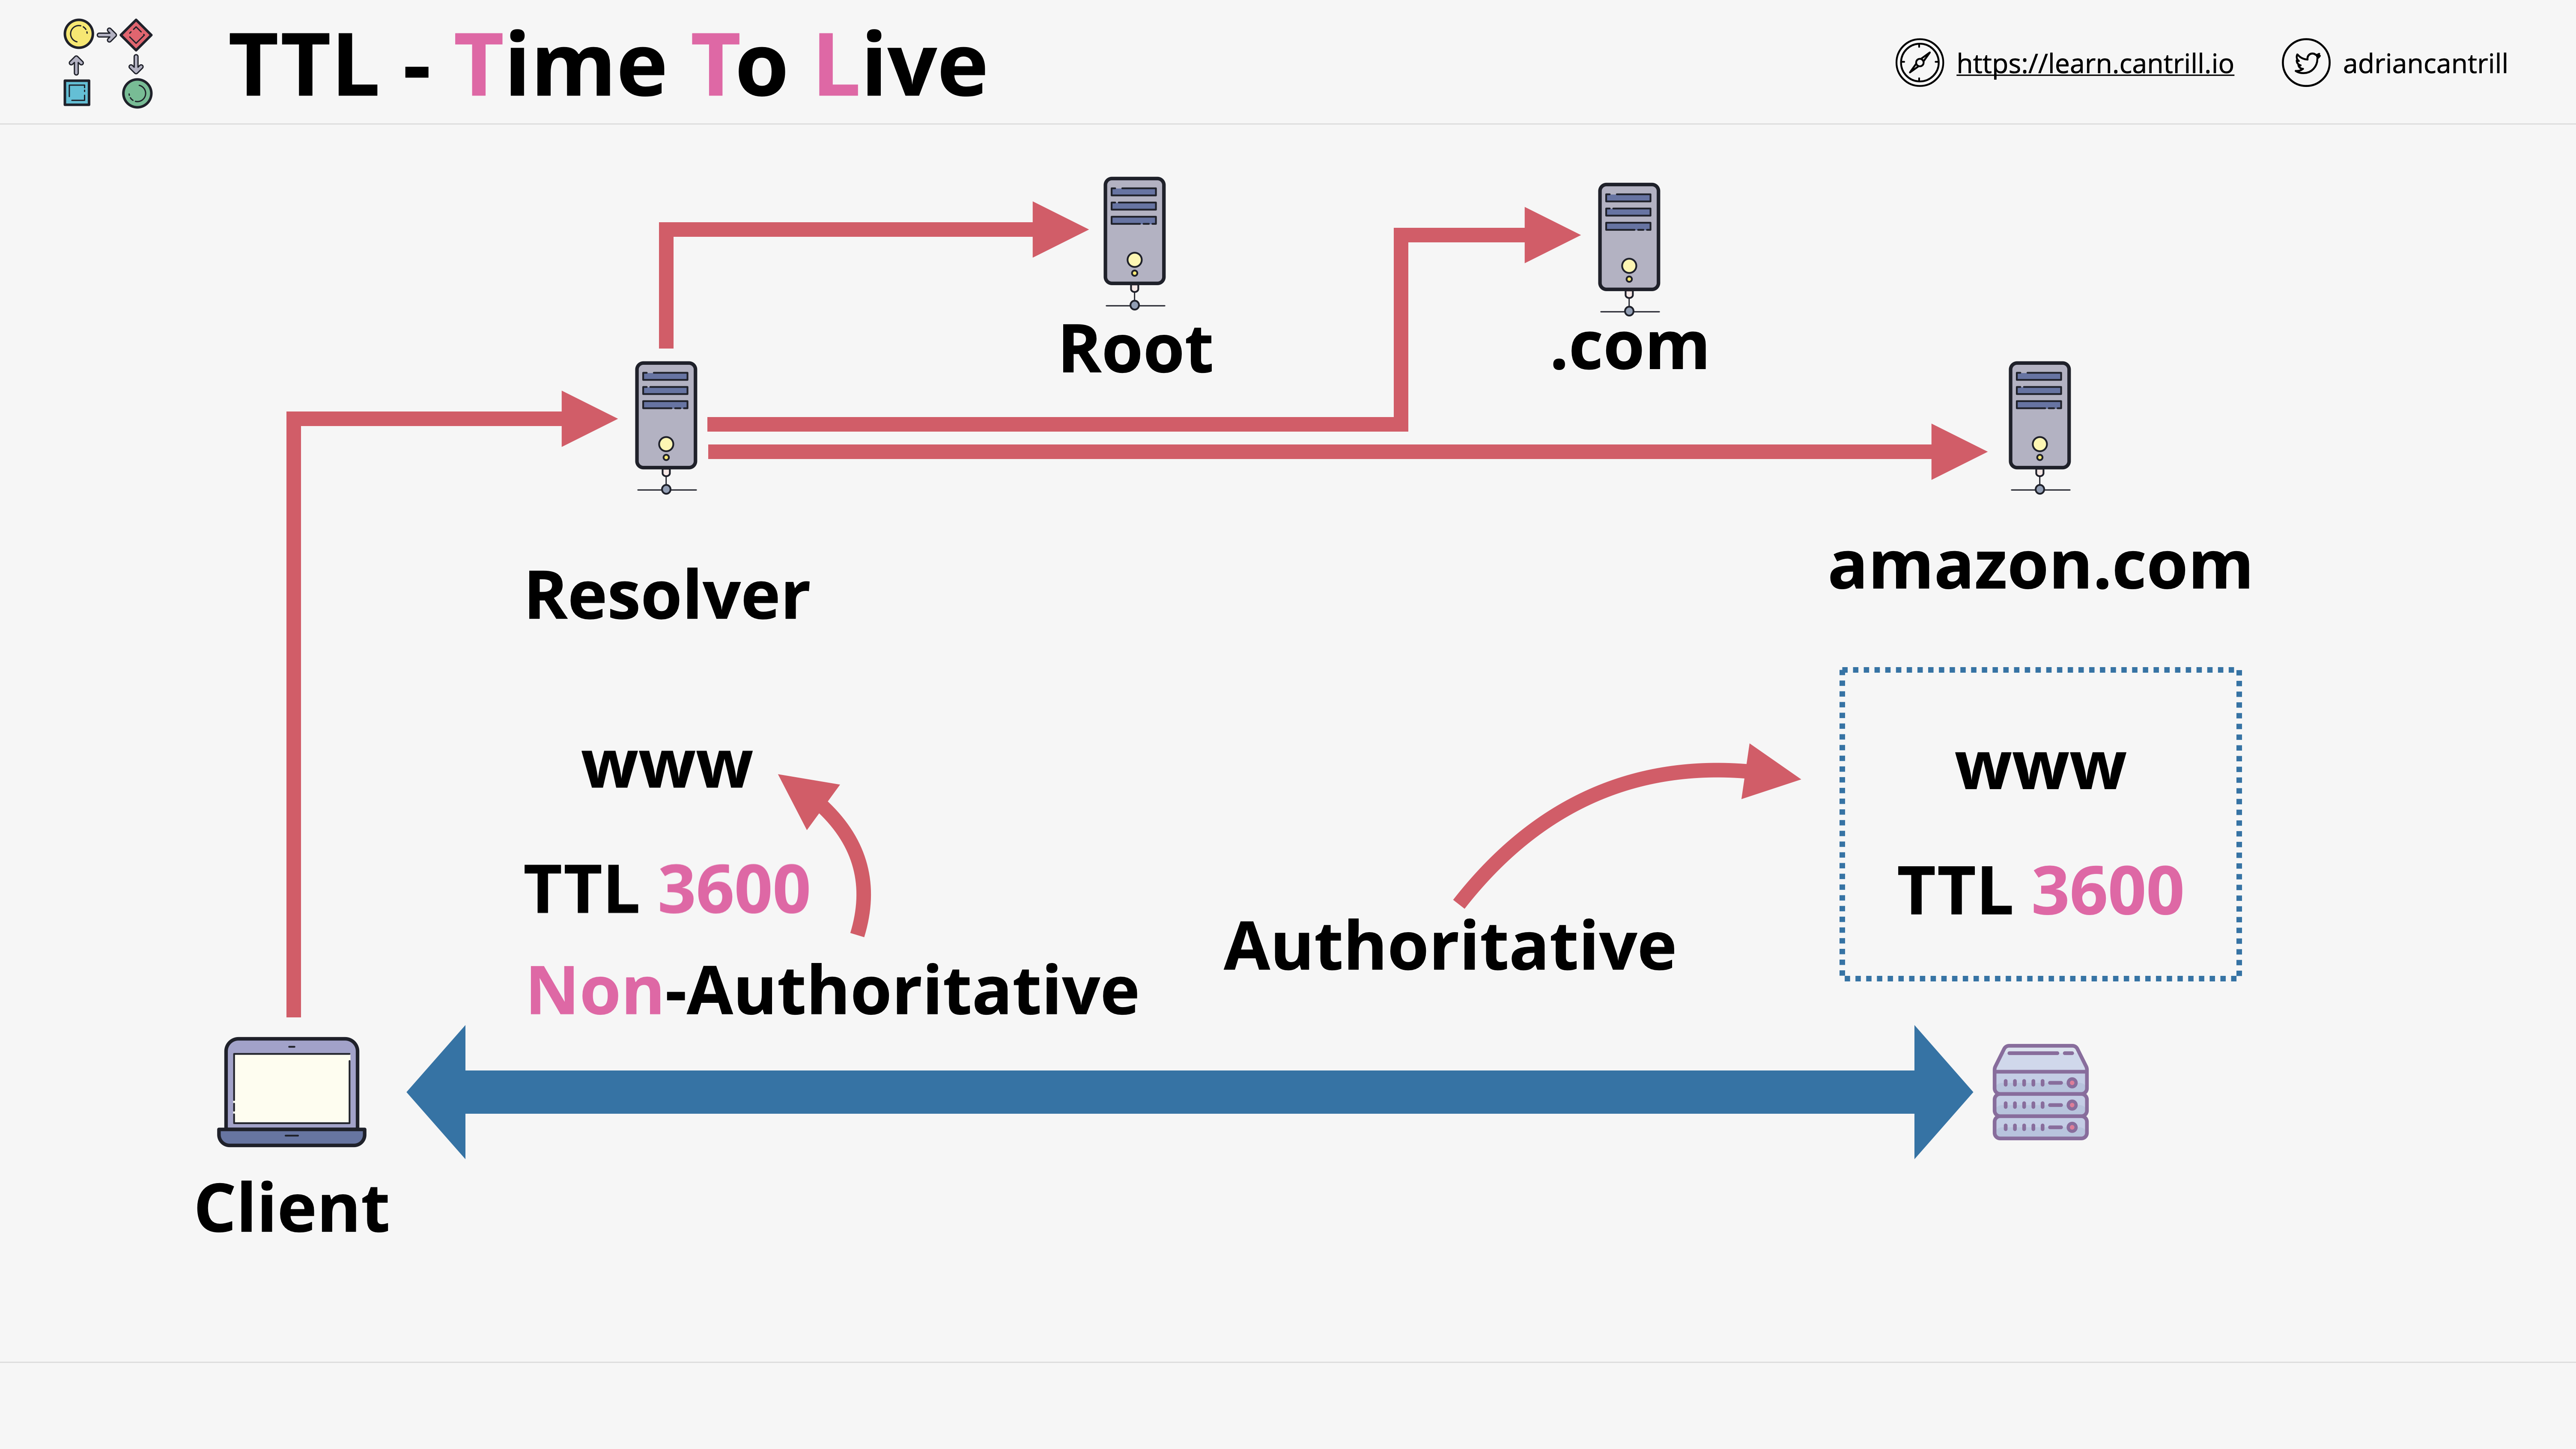 TTL - Time To Live
https://learn.cantrill.io
adriancantrill
Root
.com
Resolver
amazon.com
www
TTL 3600
Non-Authoritative
Authoritative
www
TTL 3600
Client